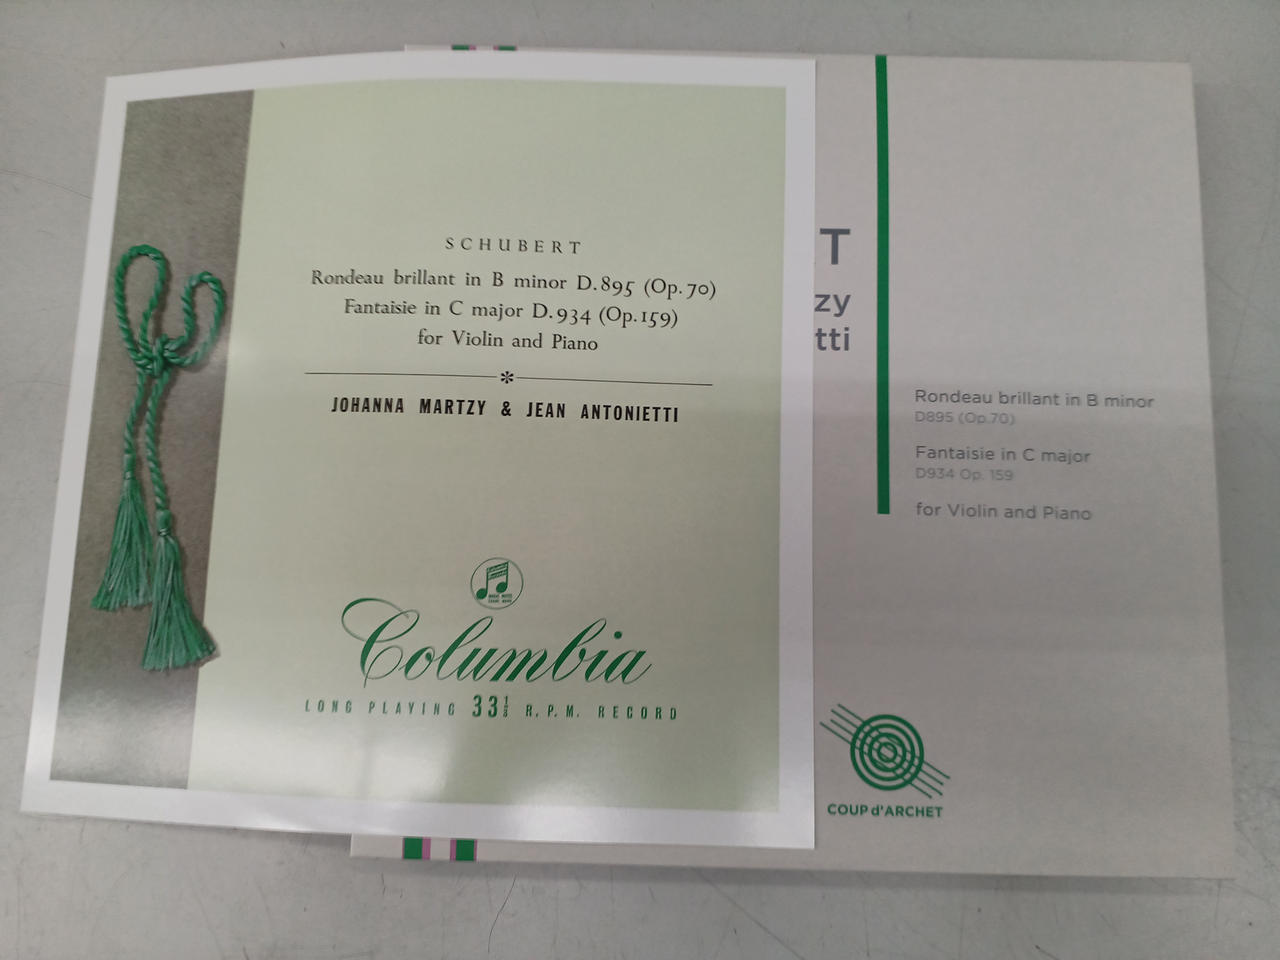 SCHUBERT
Rondeau brillant in B minor D.895 (Op.70)
Fantaisie in C major D.934 (Op.159)
for Violin and Piano
JOHANNA MARTZY & JEAN ANTONIETTI
Columbia
LONG PLAYING 33⅓ R.P.M. RECORD
T
zy
tti
Rondeau brillant in B minor
D895 (Op.70)
Fantaisie in C major
D934 Op. 159
for Violin and Piano
COUP d'ARCHET